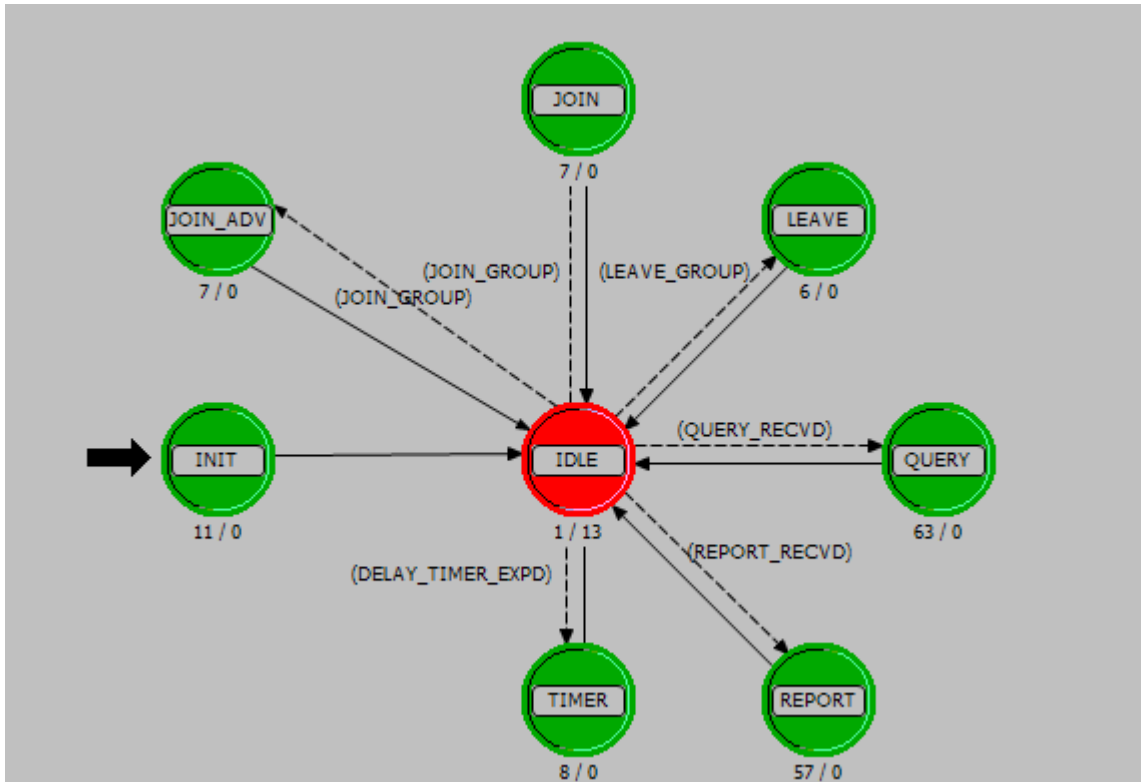 JOIN
7 / 0
JOIN_ADV
7 / 0
LEAVE
6 / 0
(JOIN_GROUP)
(LEAVE_GROUP)
(JOIN_GROUP)
INIT
11 / 0
IDLE
1 / 13
(QUERY_RECVD)
QUERY
63 / 0
(DELAY_TIMER_EXPD)
(REPORT_RECVD)
TIMER
8 / 0
REPORT
57 / 0